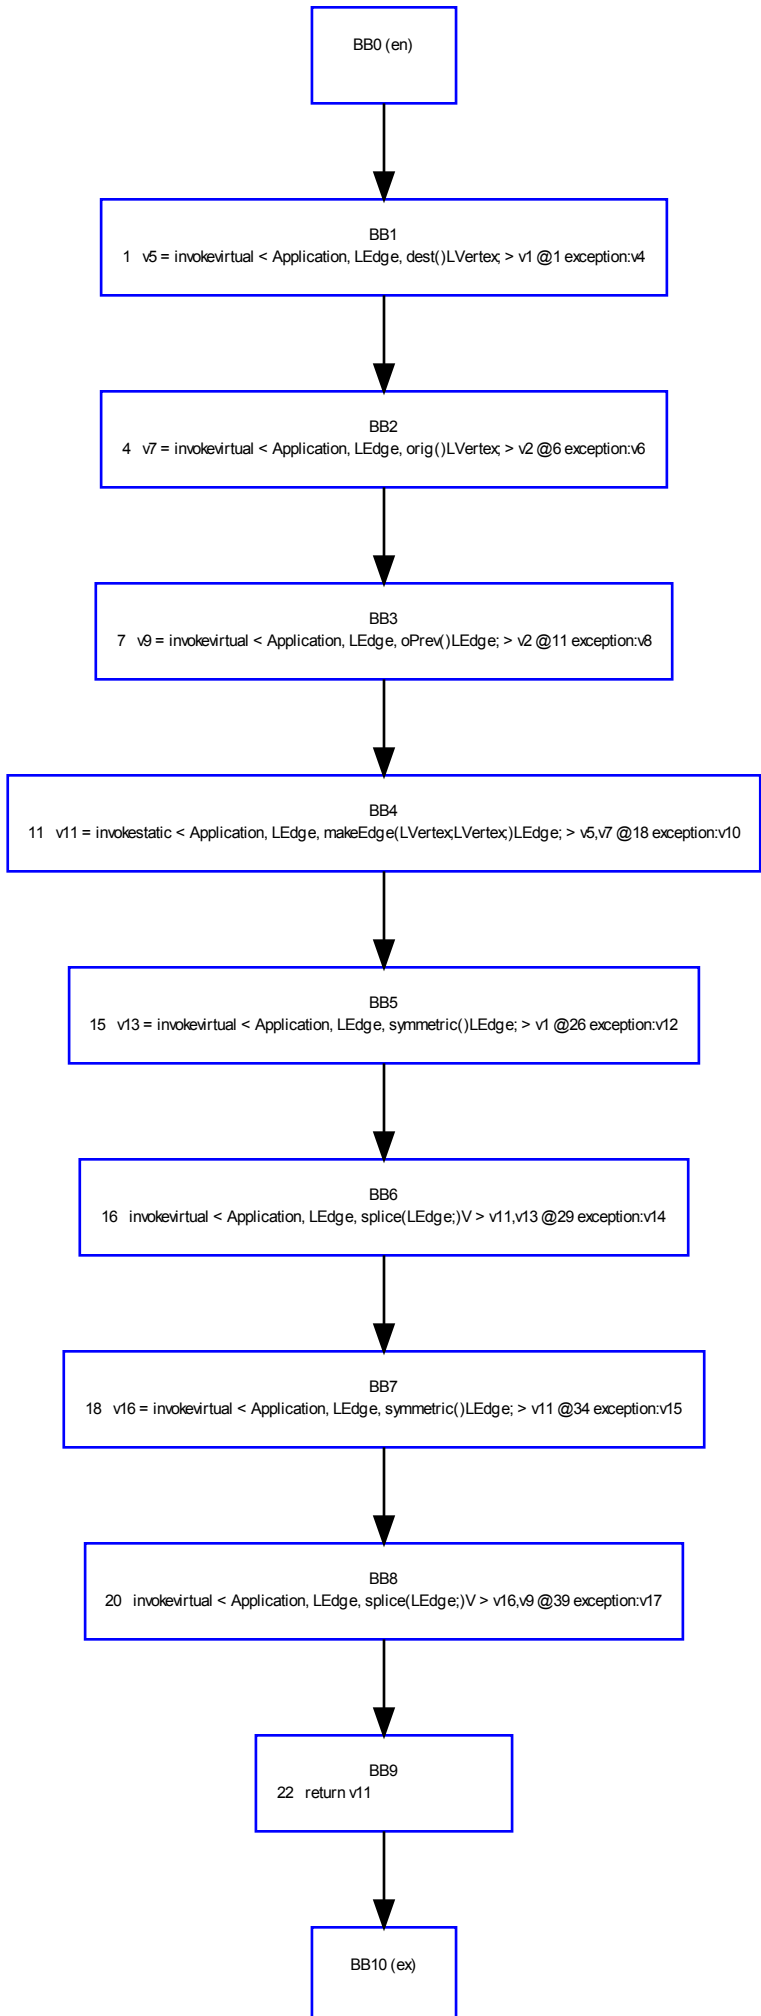 BB0 (en)
BB1
1 v5 = invokevirtual < Application, LEdge, dest()LVertex; > v1 @1 exception:v4
BB2
4 v7 = invokevirtual < Application, LEdge, orig()LVertex; > v2 @6 exception:v6
BB3
7 v9 = invokevirtual < Application, LEdge, oPrev()LEdge; > v2 @11 exception:v8
BB4
11 v11 = invokestatic < Application, LEdge, makeEdge(LVertex;LVertex;)LEdge; > v5,v7 @18 exception:v10
BB5
15 v13 = invokevirtual < Application, LEdge, symmetric()LEdge; > v1 @26 exception:v12
BB6
16 invokevirtual < Application, LEdge, splice(LEdge;)V > v11,v13 @29 exception:v14
BB7
18 v16 = invokevirtual < Application, LEdge, symmetric()LEdge; > v11 @34 exception:v15
BB8
20 invokevirtual < Application, LEdge, splice(LEdge;)V > v16,v9 @39 exception:v17
BB9
22 return v11
BB10 (ex)